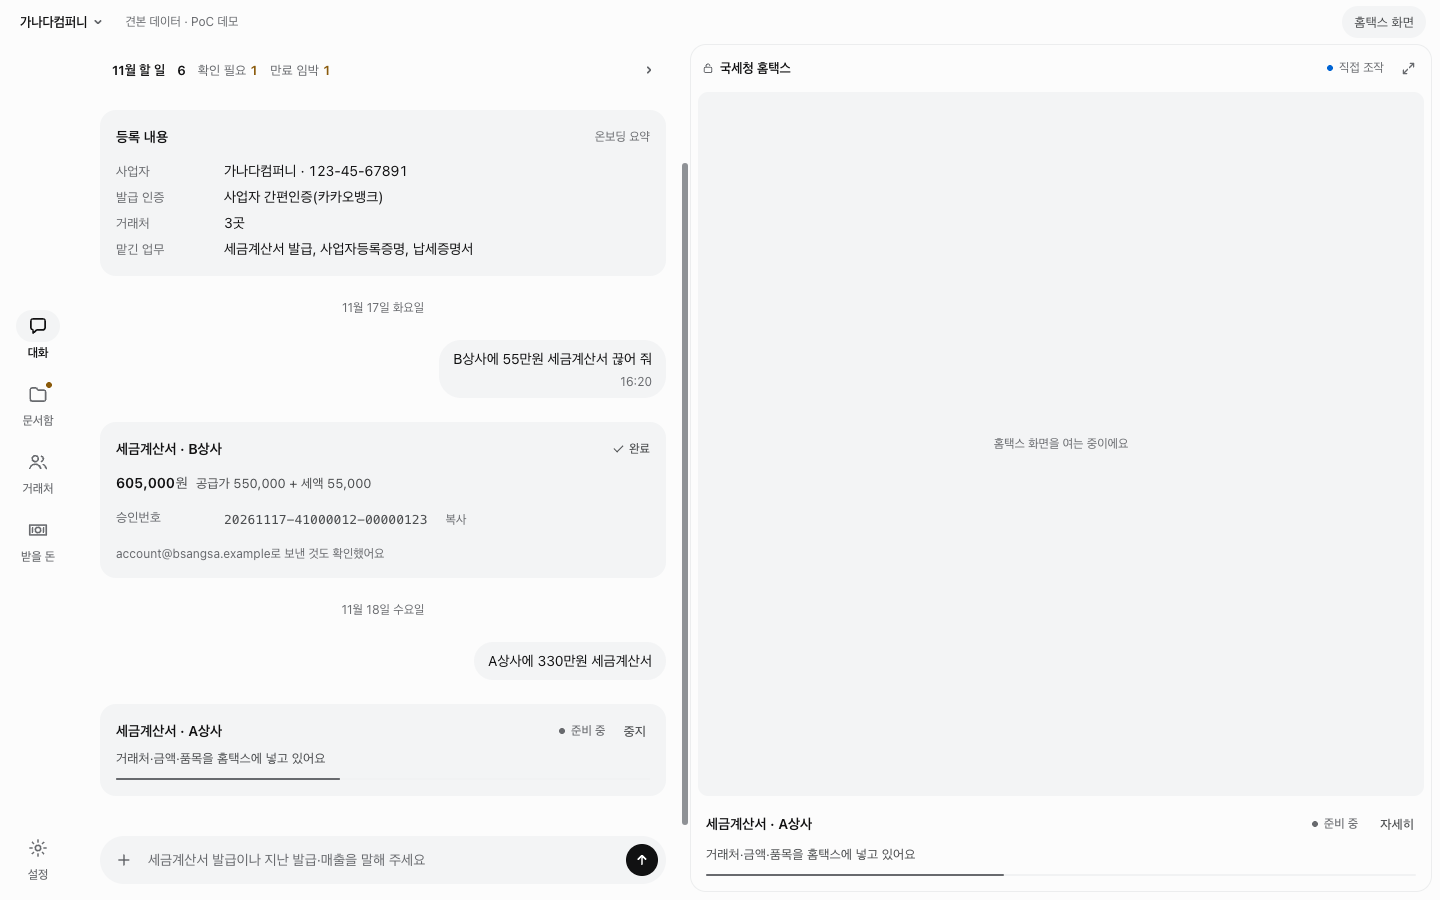 가나다컴퍼니
견본 데이터 · PoC 데모
홈택스 화면
11월 할 일 6 확인 필요 1 만료 임박 1
등록 내용
온보딩 요약
사업자 가나다컴퍼니 · 123-45-67891
발급 인증 사업자 간편인증(카카오뱅크)
거래처 3곳
맡긴 업무 세금계산서 발급, 사업자등록증명, 납세증명서
11월 17일 화요일
B상사에 55만원 세금계산서 끊어 줘
16:20
세금계산서 · B상사
완료
605,000원 공급가 550,000 + 세액 55,000
승인번호 20261117-41000012-00000123 복사
account@bsangsa.example로 보낸 것도 확인했어요
11월 18일 수요일
A상사에 330만원 세금계산서
세금계산서 · A상사
준비 중 중지
거래처·금액·품목을 홈택스에 넣고 있어요
세금계산서 발급이나 지난 발급·매출을 말해 주세요
대화
문서함
거래처
받을 돈
설정
국세청 홈택스
직접 조작
홈택스 화면을 여는 중이에요
세금계산서 · A상사
준비 중 자세히
거래처·금액·품목을 홈택스에 넣고 있어요